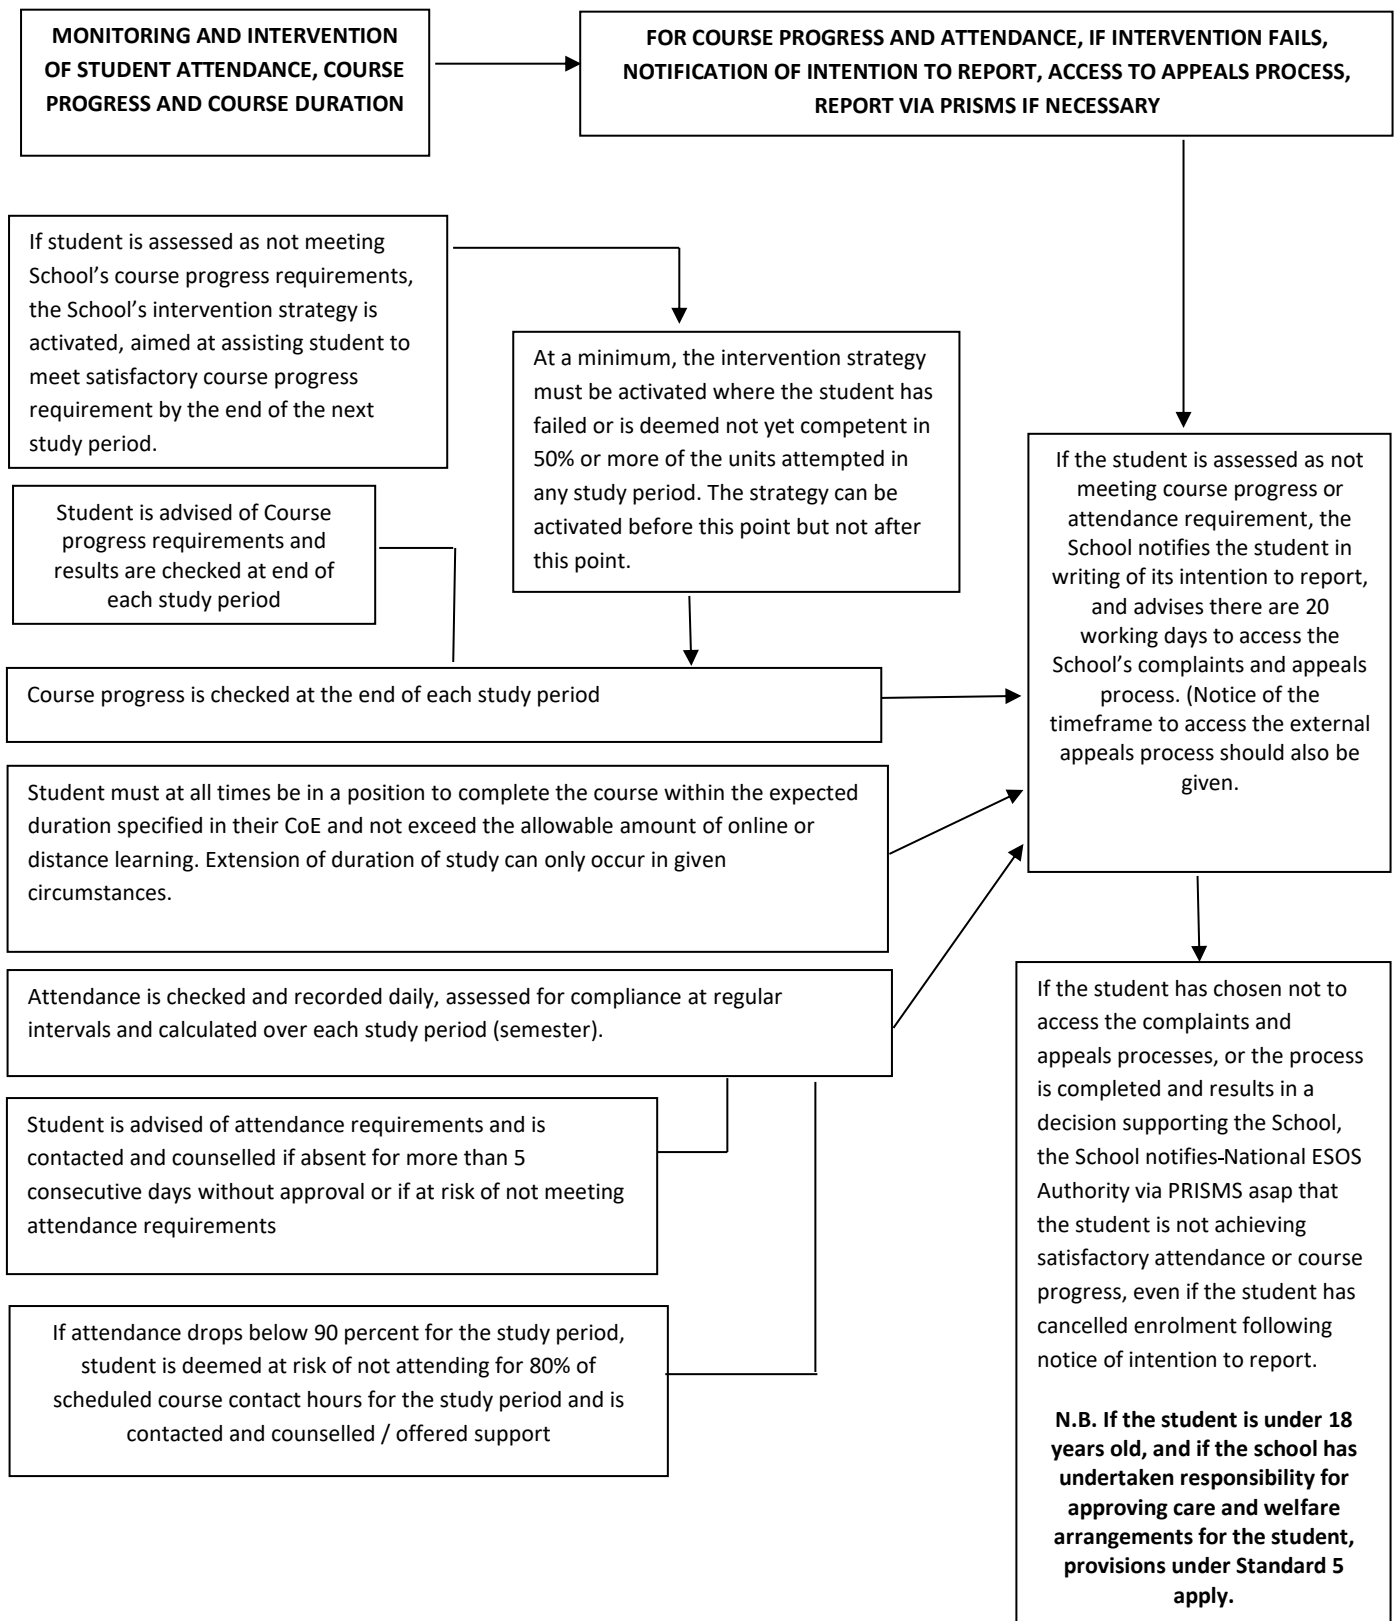 MONITORING AND INTERVENTION
OF STUDENT ATTENDANCE, COURSE
PROGRESS AND COURSE DURATION
FOR COURSE PROGRESS AND ATTENDANCE, IF INTERVENTION FAILS,
NOTIFICATION OF INTENTION TO REPORT, ACCESS TO APPEALS PROCESS,
REPORT VIA PRISMS IF NECESSARY
If student is assessed as not meeting
School’s course progress requirements,
the School’s intervention strategy is
activated, aimed at assisting student to
meet satisfactory course progress
requirement by the end of the next
study period.
At a minimum, the intervention strategy
must be activated where the student has
failed or is deemed not yet competent in
50% or more of the units attempted in
any study period. The strategy can be
activated before this point but not after
this point.
Student is advised of Course
progress requirements and
results are checked at end of
each study period
Course progress is checked at the end of each study period
Student must at all times be in a position to complete the course within the expected
duration specified in their CoE and not exceed the allowable amount of online or
distance learning. Extension of duration of study can only occur in given
circumstances.
Attendance is checked and recorded daily, assessed for compliance at regular
intervals and calculated over each study period (semester).
Student is advised of attendance requirements and is
contacted and counselled if absent for more than 5
consecutive days without approval or if at risk of not meeting
attendance requirements
If attendance drops below 90 percent for the study period,
student is deemed at risk of not attending for 80% of
scheduled course contact hours for the study period and is
contacted and counselled / offered support
If the student is assessed as not
meeting course progress or
attendance requirement, the
School notifies the student in
writing of its intention to report,
and advises there are 20
working days to access the
School’s complaints and appeals
process. (Notice of the
timeframe to access the external
appeals process should also be
given.
If the student has chosen not to
access the complaints and
appeals processes, or the process
is completed and results in a
decision supporting the School,
the School notifies-National ESOS
Authority via PRISMS asap that
the student is not achieving
satisfactory attendance or course
progress, even if the student has
cancelled enrolment following
notice of intention to report.
N.B. If the student is under 18
years old, and if the school has
undertaken responsibility for
approving care and welfare
arrangements for the student,
provisions under Standard 5
apply.